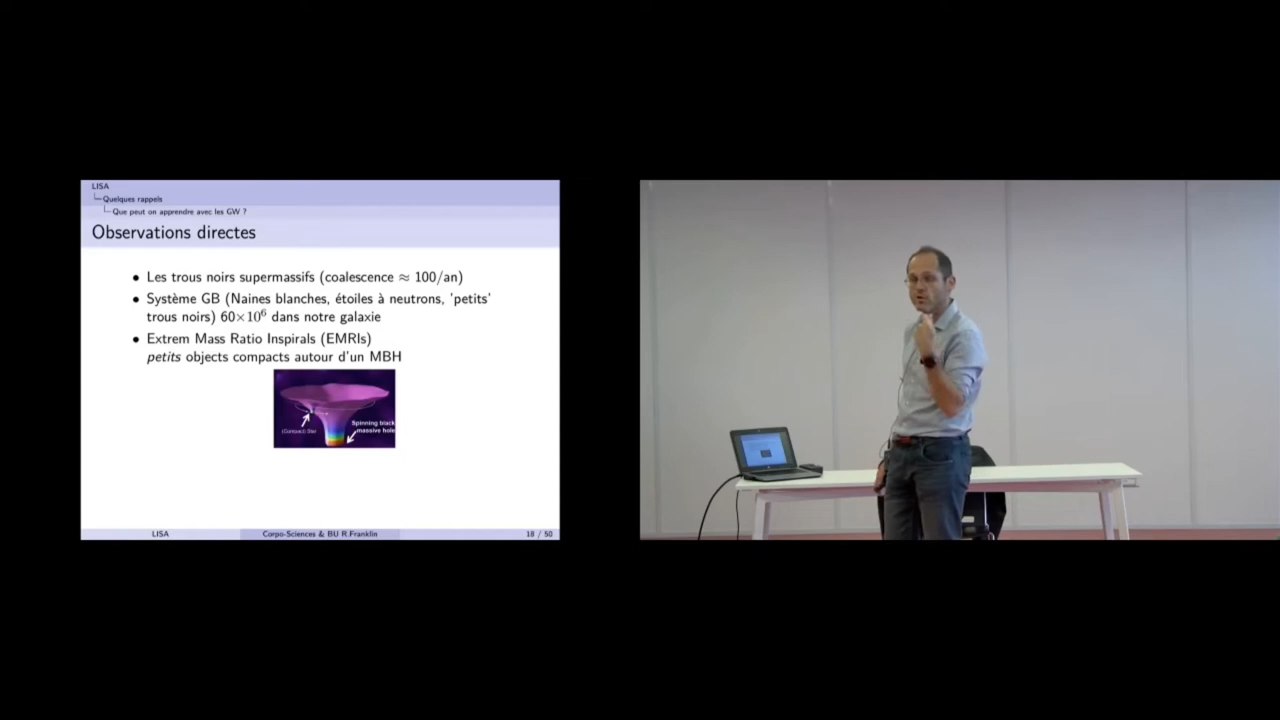 LISA
Quelques rappels
Que peut on apprendre avec les GW ?
Observations directes
• Les trous noirs supermassifs (coalescence ≈ 100/an)
• Système GB (Naines blanches, étoiles à neutrons, 'petits'
trous noirs) 60×10⁶ dans notre galaxie
• Extrem Mass Ratio Inspirals (EMRIs)
petits objects compacts autour d'un MBH
(Compact) Star
Spinning black
massive hole
LISA
Corpo-Sciences & BU R.Franklin
18 / 50